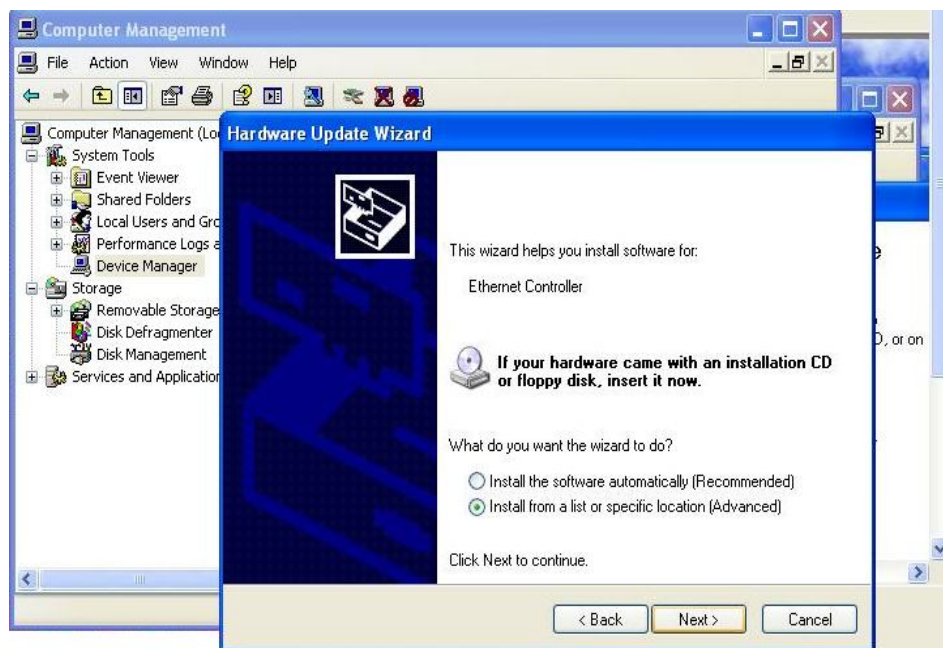 Computer Management
File Action View Window Help
Computer Management (Lo
System Tools
Event Viewer
Shared Folders
Local Users and Gro
Performance Logs a
Device Manager
Storage
Removable Storage
Disk Defragmenter
Disk Management
Services and Application
Hardware Update Wizard
This wizard helps you install software for:
Ethernet Controller
If your hardware came with an installation CD
or floppy disk, insert it now.
What do you want the wizard to do?
Install the software automatically (Recommended)
Install from a list or specific location (Advanced)
Click Next to continue.
< Back Next > Cancel
, or on